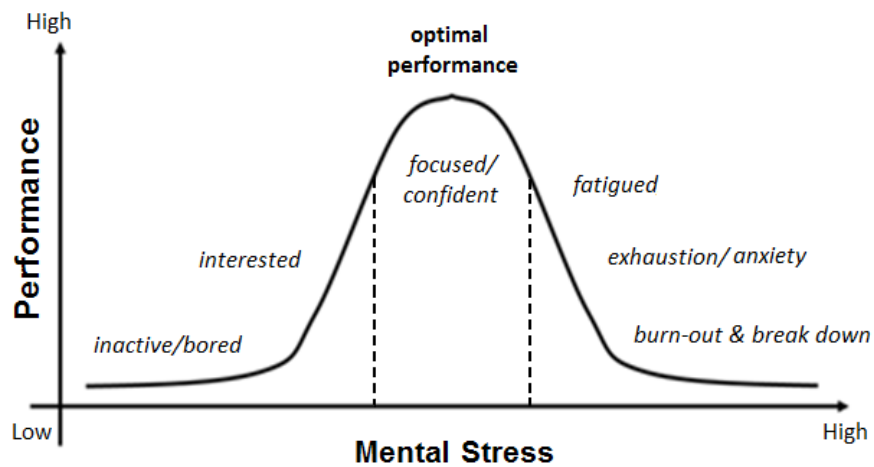 High
optimal
performance
focused/
confident
fatigued
interested
exhaustion/ anxiety
inactive/bored
burn-out & break down
Performance
Low
High
Mental Stress